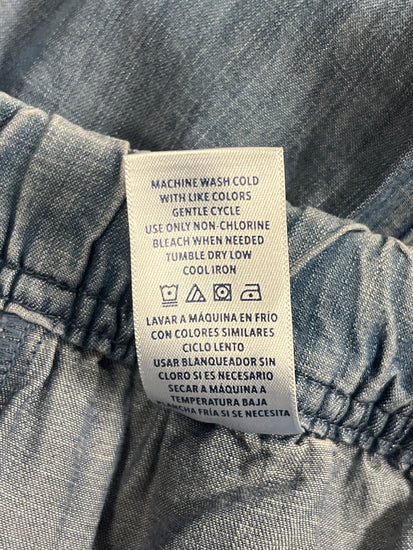 MACHINE WASH COLD
WITH LIKE COLORS
GENTLE CYCLE
USE ONLY NON-CHLORINE
BLEACH WHEN NEEDED
TUMBLE DRY LOW
COOL IRON
LAVAR A MÁQUINA EN FRÍO
CON COLORES SIMILARES
CICLO LENTO
USAR BLANQUEADOR SIN
CLORO SI ES NECESARIO
SECAR A MÁQUINA A
TEMPERATURA BAJA
PLANCHA FRÍA SI SE NECESITA